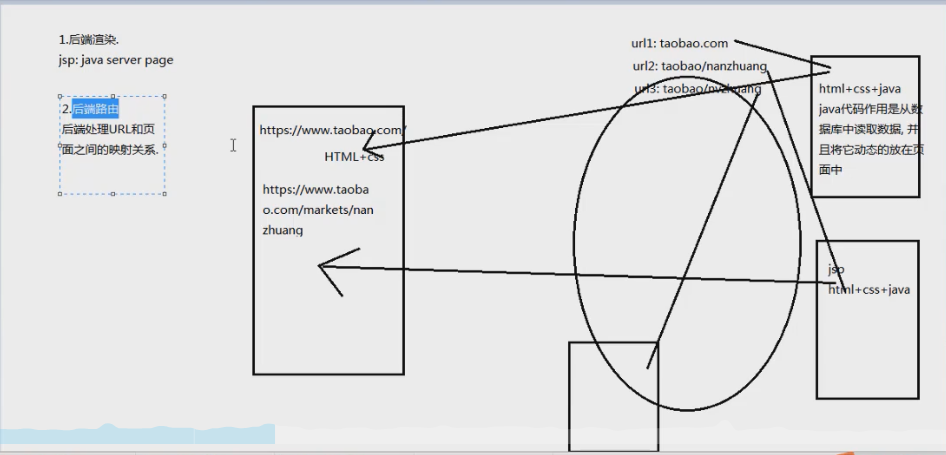 1.后端渲染.
jsp: java server page
2.后端路由
后端处理URL和页
面之间的映射关系.
https://www.taobao.com/
HTML+css
https://www.taoba
o.com/markets/nan
zhuang
url1: taobao.com
url2: taobao/nanzhuang
url3: taobao/nvzhuang
html+css+java
java代码作用是从数
据库中读取数据, 并
且将它动态的放在页
面中
jsp
html+css+java